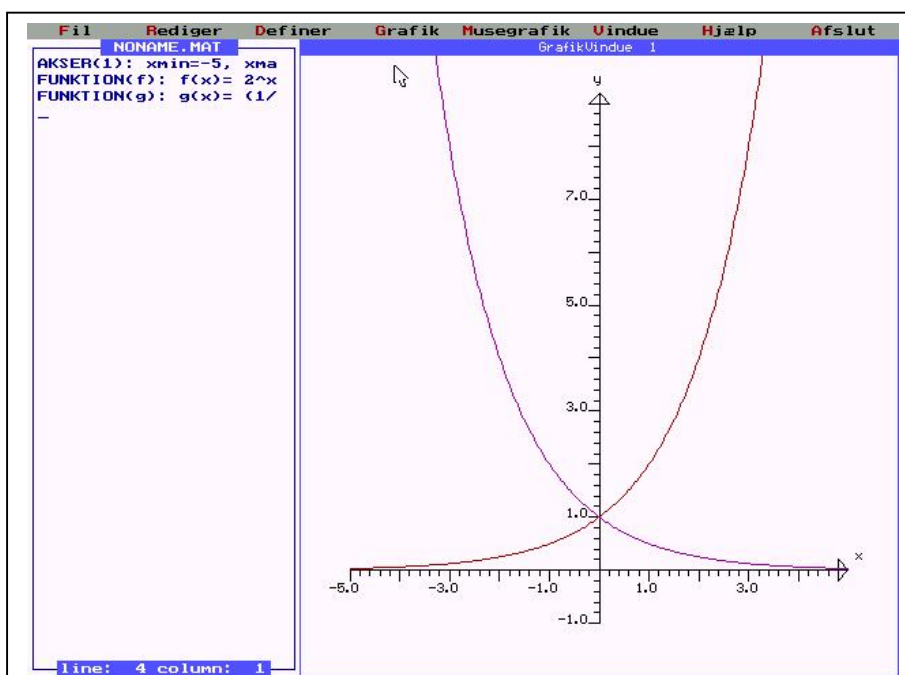 Fil Rediger Definer Grafik Musegrafik Vindue Hjælp Afslut
NONAME.MAT
AKSER(1): xmin=-5, xma
FUNKTION(f): f(x)= 2^x
FUNKTION(g): g(x)= (1/
line: 4 column: 1
GrafikVindue 1
y
7.0
5.0
3.0
1.0
x
-5.0 -3.0 -1.0 1.0 3.0
-1.0